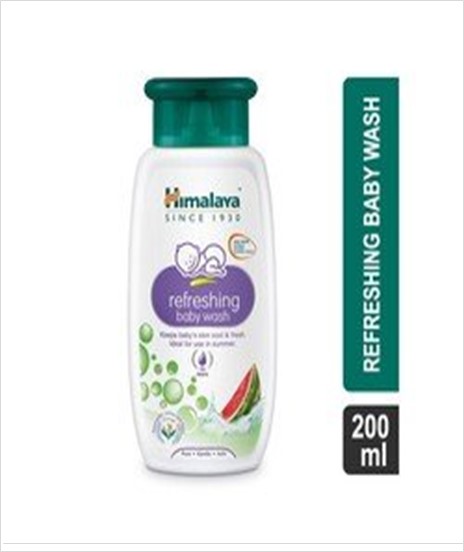 Himalaya
SINCE 1930
refreshing
baby wash
Keeps baby's skin cool & fresh.
Ideal for use in summer.
REFRESHING BABY WASH
200
ml